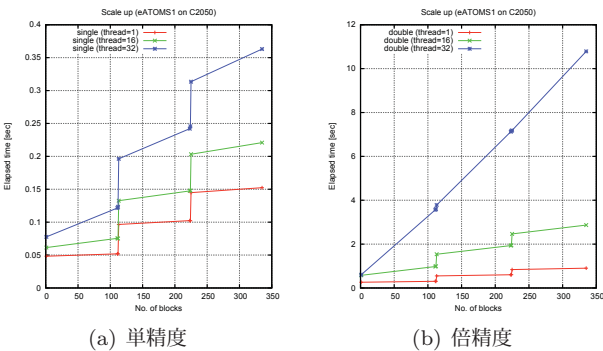 Scale up (eATOMS1 on C2050)
single (thread=1)
single (thread=16)
single (thread=32)
Elapsed time [sec]
0.4
0.35
0.3
0.25
0.2
0.15
0.1
0.05
0
0 50 100 150 200 250 300 350
No. of blocks
(a) 単精度
Scale up (eATOMS1 on C2050)
double (thread=1)
double (thread=16)
double (thread=32)
Elapsed time [sec]
12
10
8
6
4
2
0
0 50 100 150 200 250 300 350
No. of blocks
(b) 倍精度